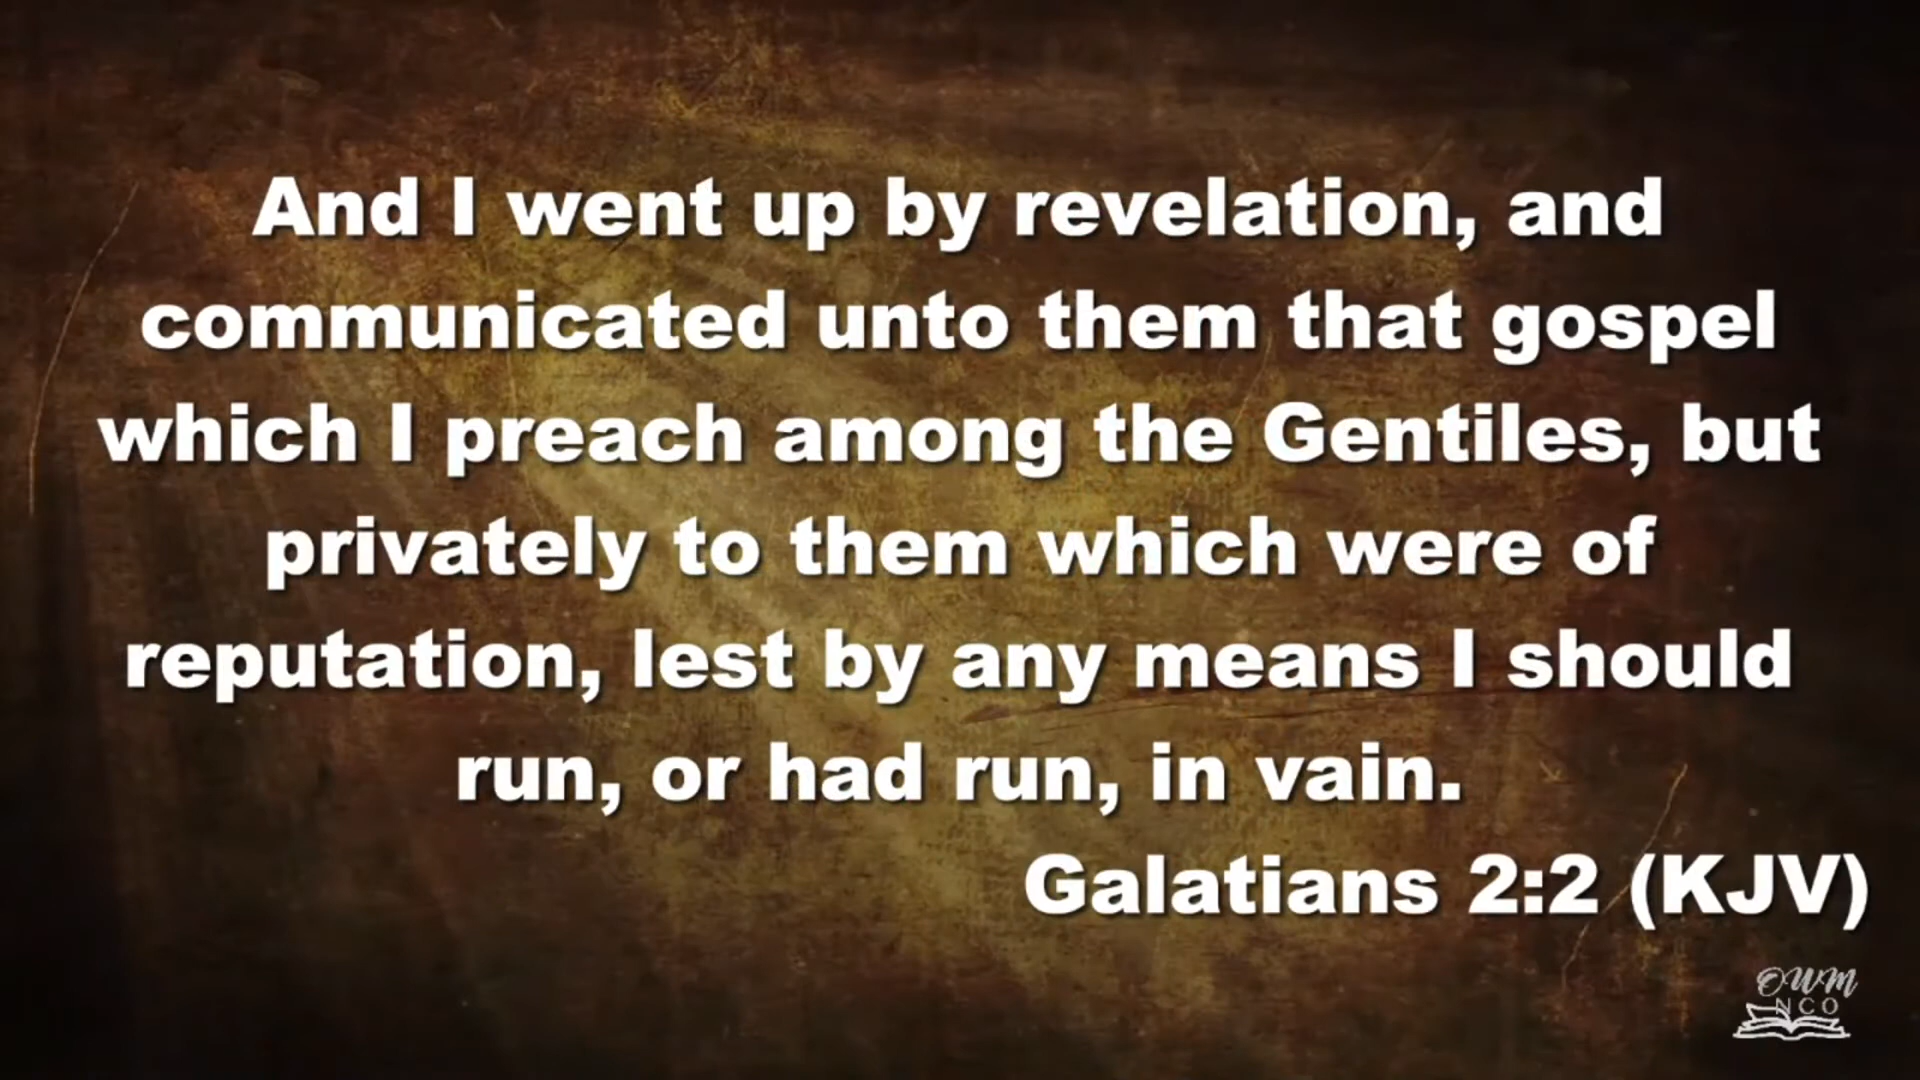 And I went up by revelation, and
communicated unto them that gospel
which I preach among the Gentiles, but
privately to them which were of
reputation, lest by any means I should
run, or had run, in vain.
Galatians 2:2 (KJV)
OWM
NCO